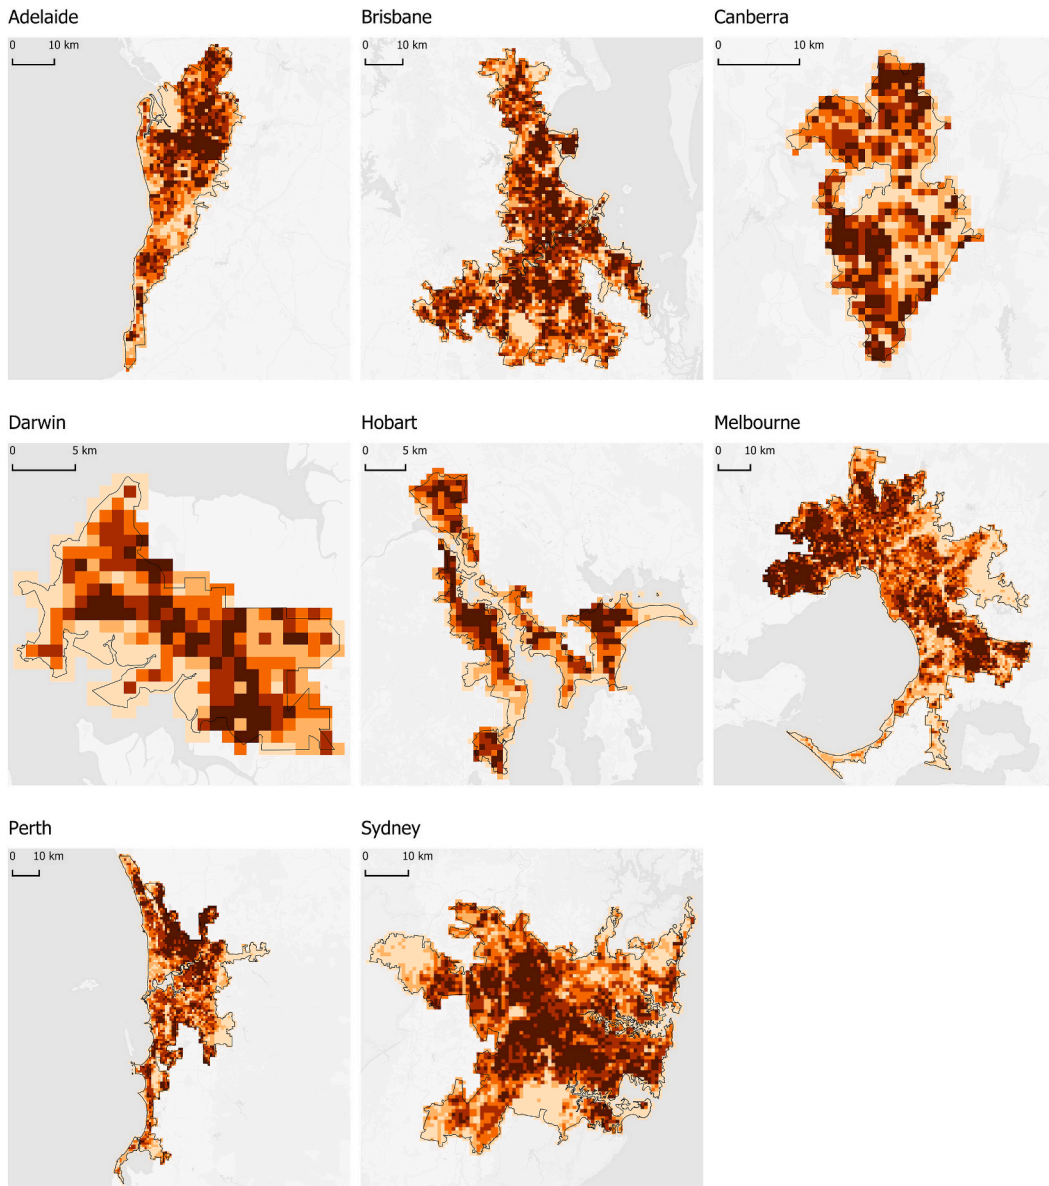 Adelaide Brisbane Canberra
0 10 km 0 10 km 0 10 km
Darwin Hobart Melbourne
0 5 km 0 5 km 0 10 km
Perth Sydney
0 10 km 0 10 km